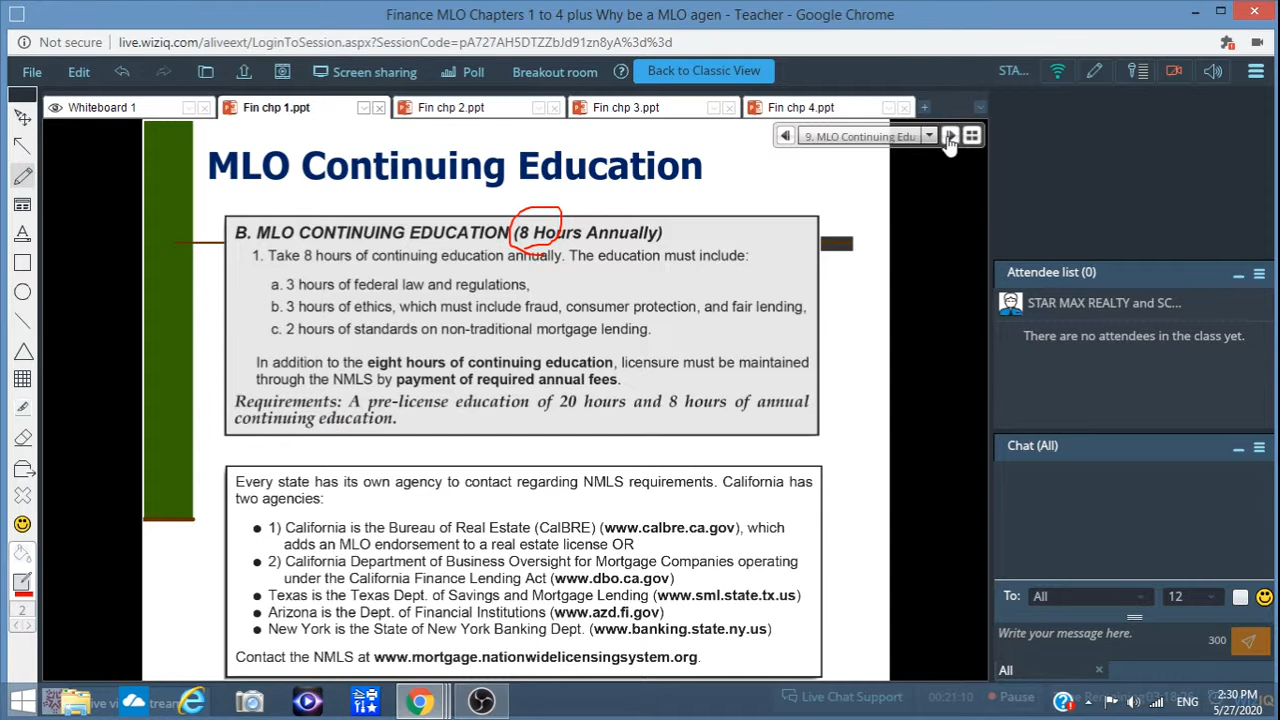 Finance MLO Chapters 1 to 4 plus Why be a MLO agen - Teacher - Google Chrome
Not secure live.wiziq.com/aliveext/LoginToSession.aspx?SessionCode=pA727AH5DTZZbJd91zn8yA%3d%3d
File Edit Screen sharing Poll Breakout room Back to Classic View STA...
Whiteboard 1 Fin chp 1.ppt Fin chp 2.ppt Fin chp 3.ppt Fin chp 4.ppt
9. MLO Continuing Edu
MLO Continuing Education
B. MLO CONTINUING EDUCATION (8 Hours Annually)
1. Take 8 hours of continuing education annually. The education must include:
a. 3 hours of federal law and regulations,
b. 3 hours of ethics, which must include fraud, consumer protection, and fair lending,
c. 2 hours of standards on non-traditional mortgage lending.
In addition to the eight hours of continuing education, licensure must be maintained
through the NMLS by payment of required annual fees.
Requirements: A pre-license education of 20 hours and 8 hours of annual
continuing education.
Every state has its own agency to contact regarding NMLS requirements. California has
two agencies:
● 1) California is the Bureau of Real Estate (CalBRE) (www.calbre.ca.gov), which
adds an MLO endorsement to a real estate license OR
● 2) California Department of Business Oversight for Mortgage Companies operating
under the California Finance Lending Act (www.dbo.ca.gov)
● Texas is the Texas Dept. of Savings and Mortgage Lending (www.sml.state.tx.us)
● Arizona is the Dept. of Financial Institutions (www.azd.fi.gov)
● New York is the State of New York Banking Dept. (www.banking.state.ny.us)
Contact the NMLS at www.mortgage.nationwidelicensingsystem.org.
2
Attendee list (0)
STAR MAX REALTY and SC...
There are no attendees in the class yet.
Chat (All)
To: All 12
Write your message here. 300
All
Live Chat Support 00:21:10 Pause
ENG
2:30 PM
5/27/2020